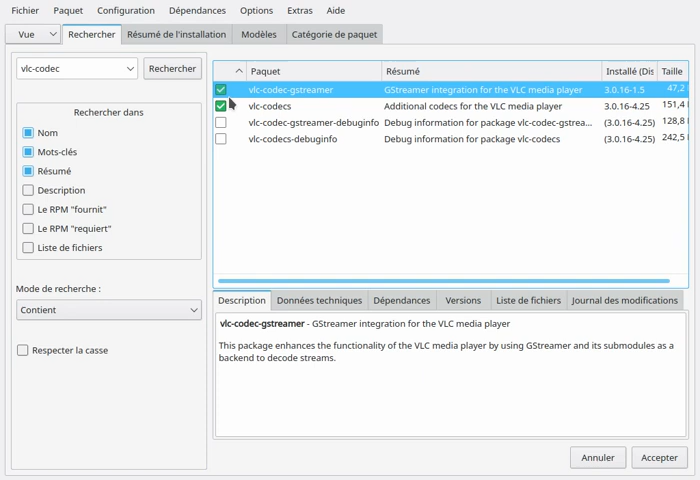 Fichier Paquet Configuration Dépendances Options Extras Aide
Vue Rechercher Résumé de l'installation Modèles Catégorie de paquet
vlc-codec Rechercher
Rechercher dans
Nom
Mots-clés
Résumé
Description
Le RPM "fournit"
Le RPM "requiert"
Liste de fichiers
Mode de recherche :
Contient
Respecter la casse
Paquet Résumé Installé (Dis Taille
vlc-codec-gstreamer GStreamer integration for the VLC media player 3.0.16-1.5 47,2
vlc-codecs Additional codecs for the VLC media player 3.0.16-4.25 151,4
vlc-codec-gstreamer-debuginfo Debug information for package vlc-codec-gstrea... (3.0.16-4.25) 128,8
vlc-codecs-debuginfo Debug information for package vlc-codecs (3.0.16-4.25) 242,5
Description Données techniques Dépendances Versions Liste de fichiers Journal des modifications
vlc-codec-gstreamer - GStreamer integration for the VLC media player
This package enhances the functionality of the VLC media player by using GStreamer and its submodules as a
backend to decode streams.
Annuler Accepter